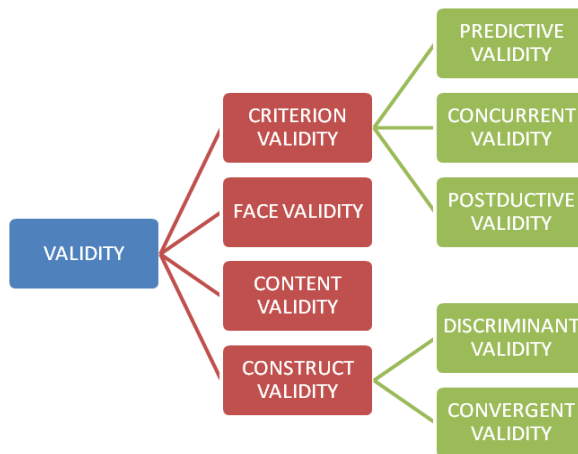 PREDICTIVE
VALIDITY
CRITERION
VALIDITY
CONCURRENT
VALIDITY
POSTDUCTIVE
VALIDITY
FACE VALIDITY
VALIDITY
CONTENT
VALIDITY
CONSTRUCT
VALIDITY
DISCRIMINANT
VALIDITY
CONVERGENT
VALIDITY